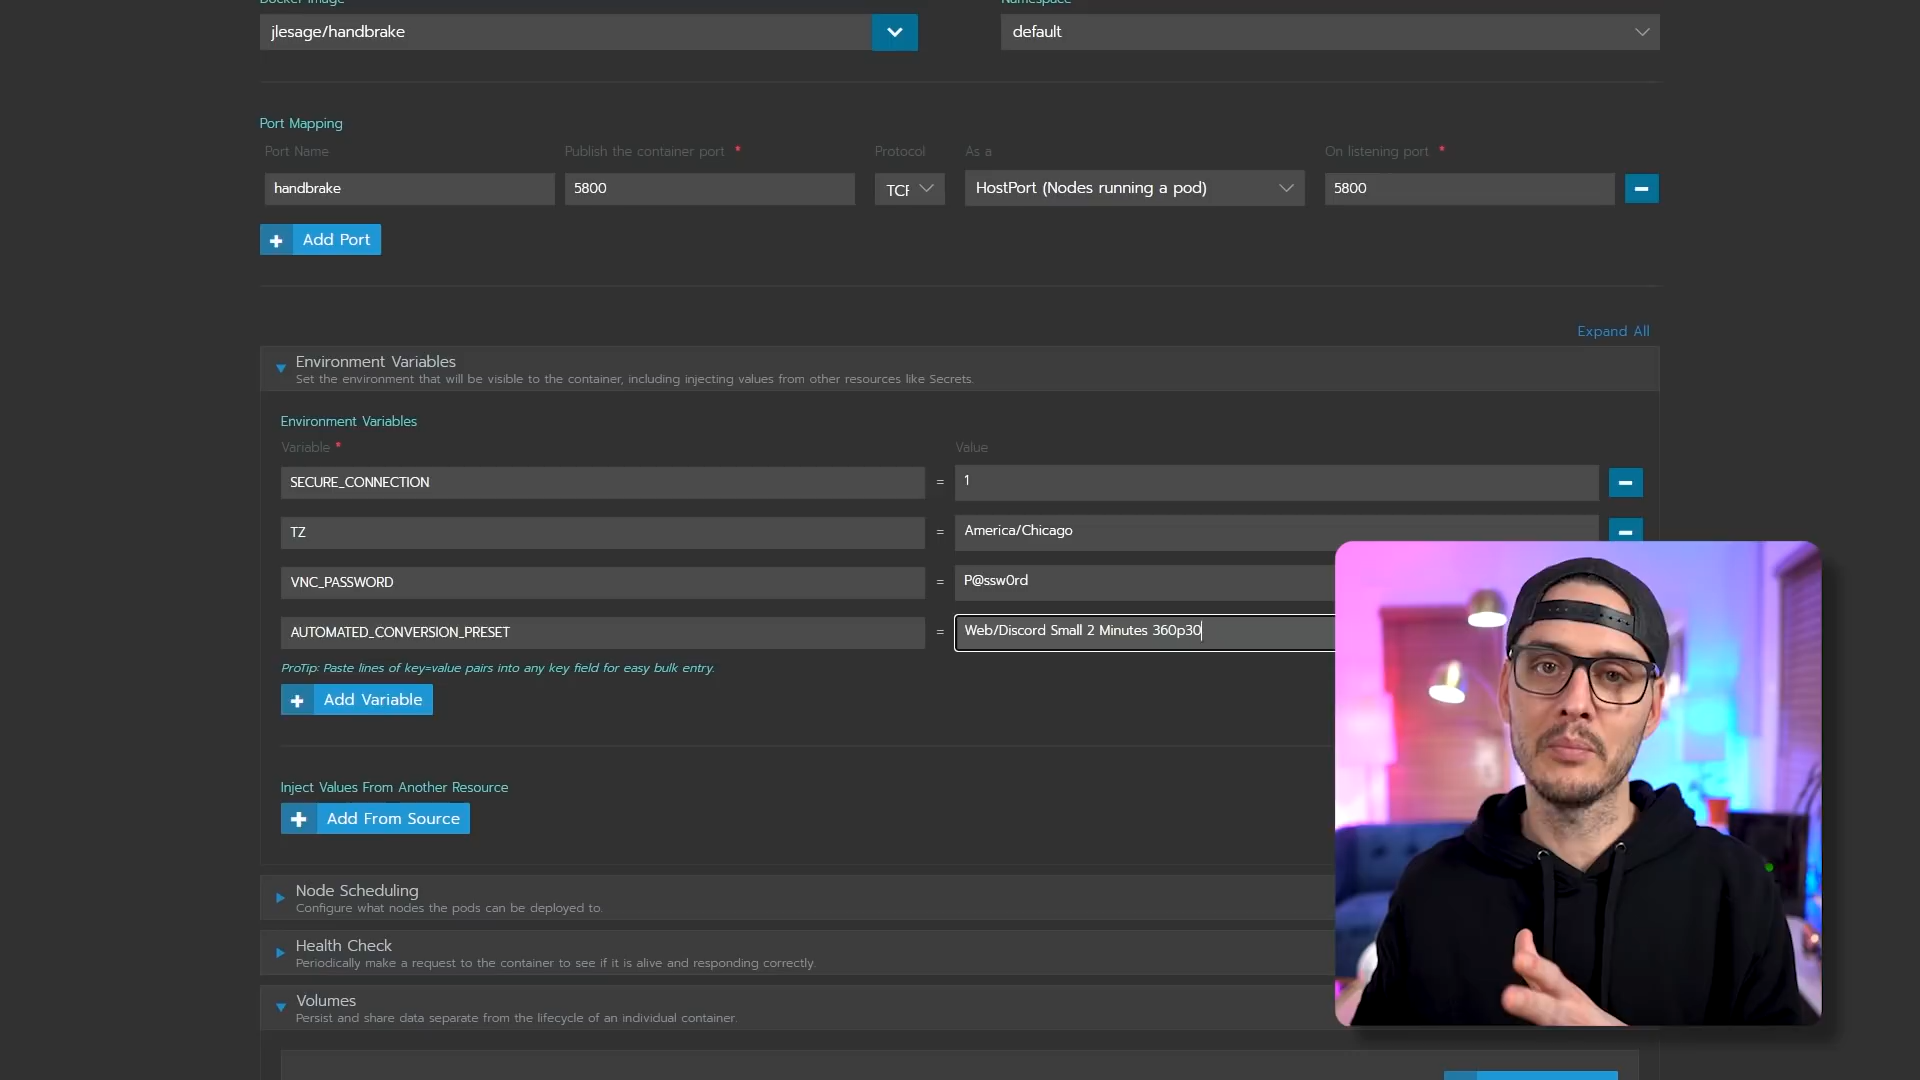 Docker Image
Namespace
jlesage/handbrake
default
Port Mapping
Port Name
Publish the container port *
Protocol
As a
On listening port *
handbrake
5800
TCP
HostPort (Nodes running a pod)
5800
Add Port
Expand All
Environment Variables
Set the environment that will be visible to the container, including injecting values from other resources like Secrets.
Environment Variables
Variable *
Value
SECURE_CONNECTION
=
1
TZ
=
America/Chicago
VNC_PASSWORD
=
P@ssw0rd
AUTOMATED_CONVERSION_PRESET
=
Web/Discord Small 2 Minutes 360p30
ProTip: Paste lines of key=value pairs into any key field for easy bulk entry.
Add Variable
Inject Values From Another Resource
Add From Source
Node Scheduling
Configure what nodes the pods can be deployed to.
Health Check
Periodically make a request to the container to see if it is alive and responding correctly.
Volumes
Persist and share data separate from the lifecycle of an individual container.